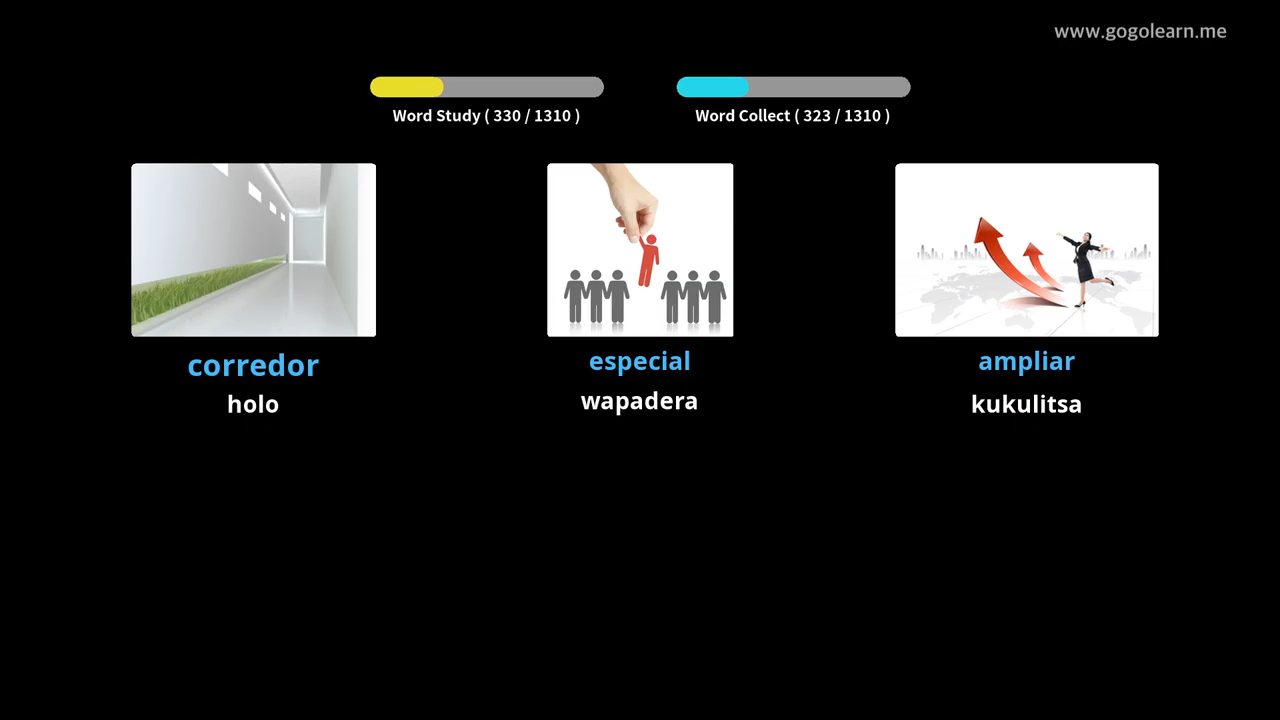 www.gogolearn.me
Word Study ( 330 / 1310 )
Word Collect ( 323 / 1310 )
corredor
holo
especial
wapadera
ampliar
kukulitsa